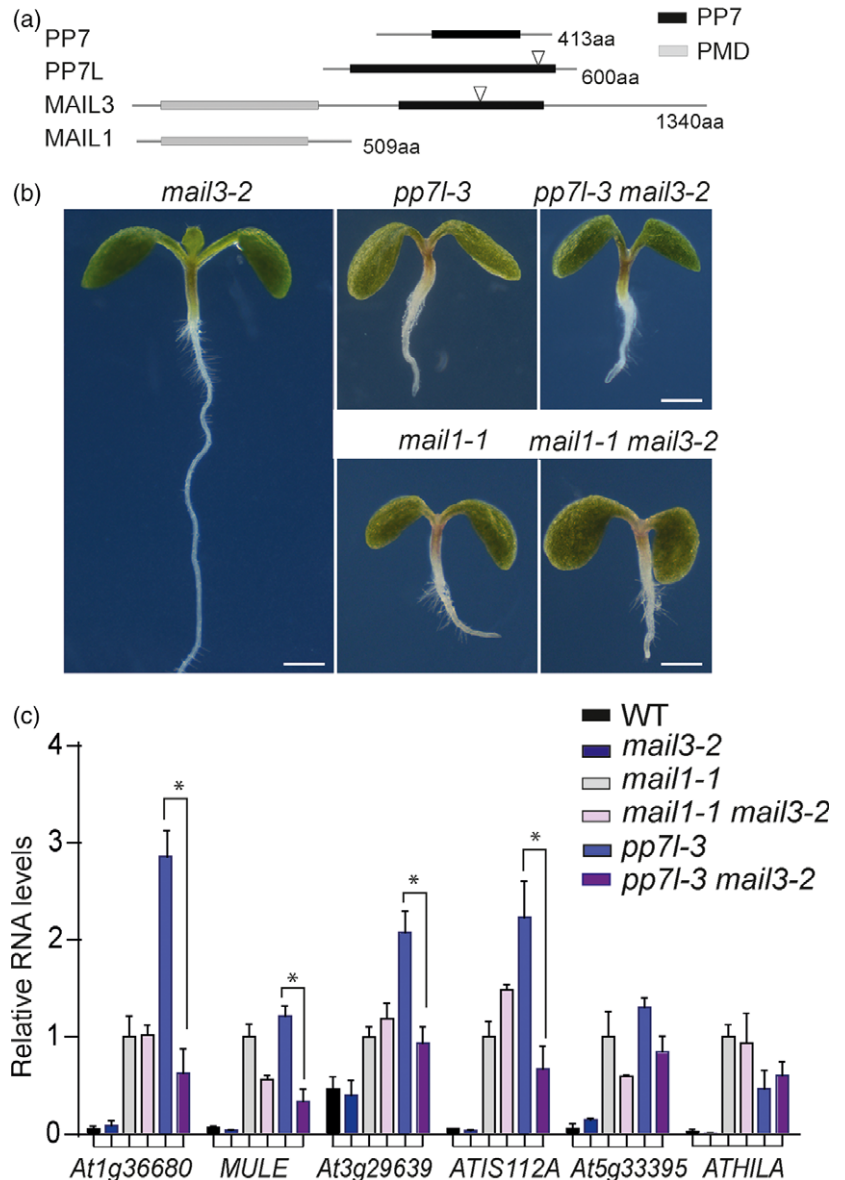 (a)
PP7
413aa
PP7
PP7L
600aa
PMD
MAIL3
1340aa
MAIL1
509aa
(b)
mail3-2
pp7l-3
pp7l-3 mail3-2
mail1-1
mail1-1 mail3-2
(c)
WT
mail3-2
mail1-1
mail1-1 mail3-2
pp7l-3
pp7l-3 mail3-2
Relative RNA levels
4
3
2
1
0
*
*
*
*
At1g36680
MULE
At3g29639
ATIS112A
At5g33395
ATHILA